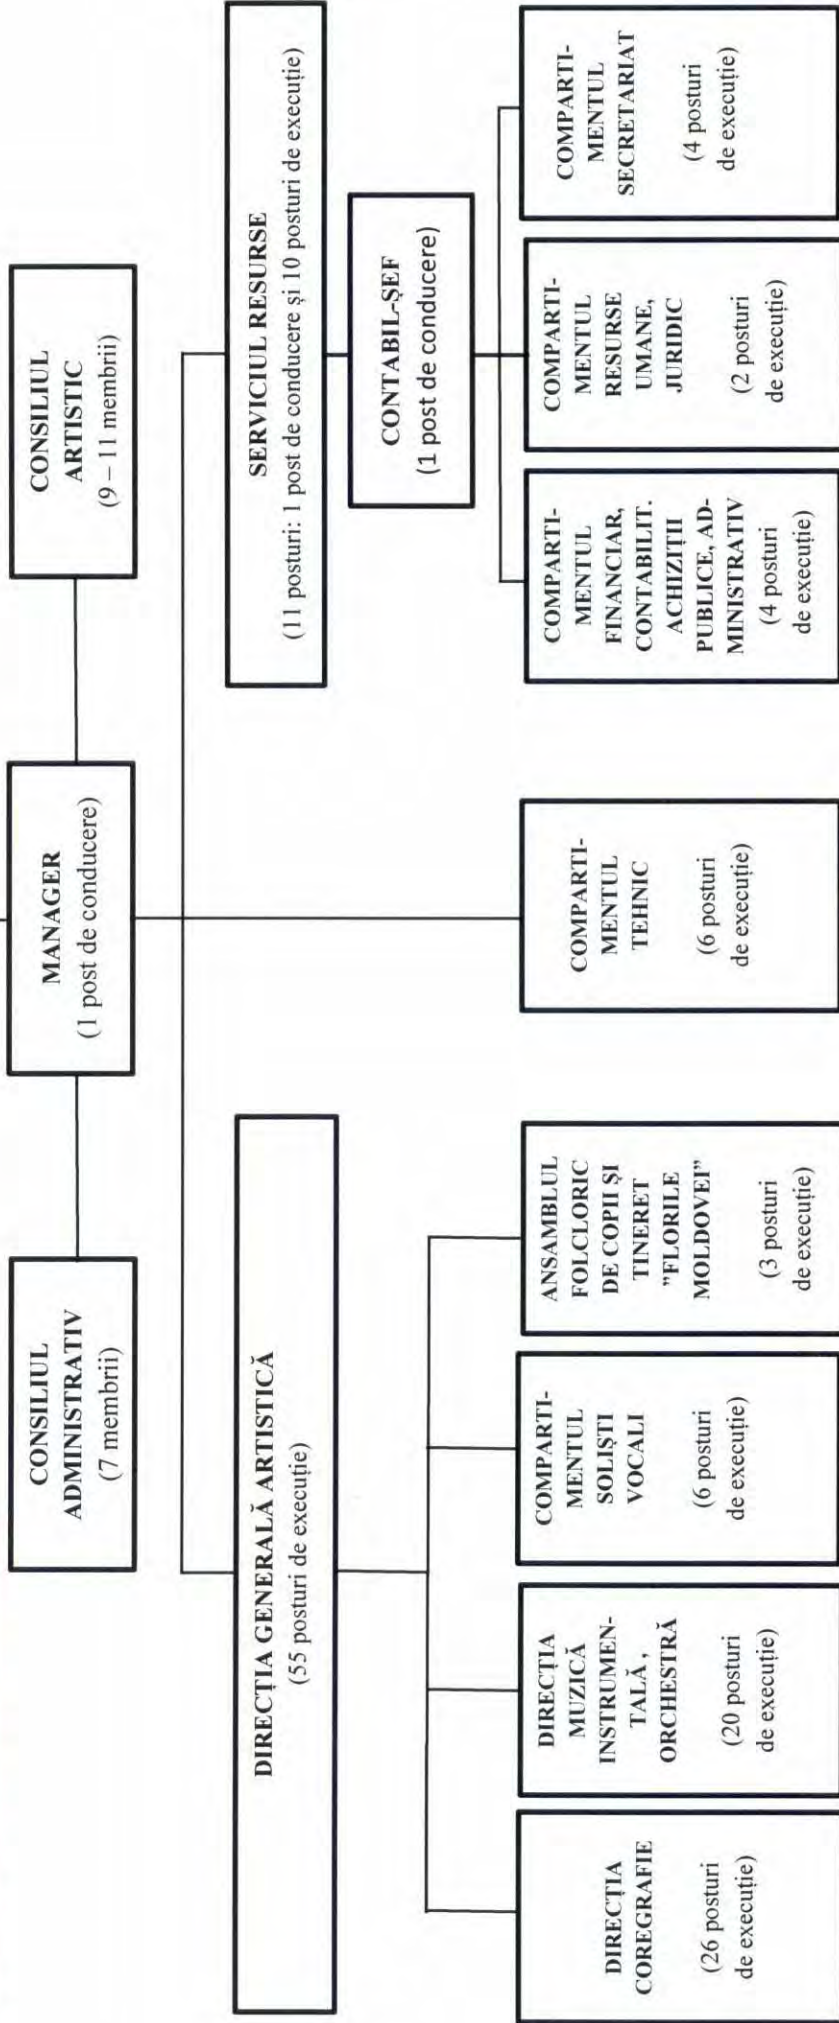 CONSILIUL
ADMINISTRATIV
(7 membrii)
MANAGER
(1 post de conducere)
CONSILIUL
ARTISTIC
(9 – 11 membrii)
DIRECȚIA GENERALĂ ARTISTICĂ
(55 posturi de execuție)
SERVICIUL RESURSE
(11 posturi: 1 post de conducere și 10 posturi de execuție)
CONTABIL-ȘEF
(1 post de conducere)
DIRECȚIA
COREGRAFIE
(26 posturi
de execuție)
DIRECȚIA
MUZICĂ
INSTRUMEN-
TALĂ ,
ORCHESTRĂ
(20 posturi
de execuție)
COMPARTI-
MENTUL
SOLIȘTI
VOCALI
(6 posturi
de execuție)
ANSAMBLUL
FOLCLORIC
DE COPII ȘI
TINERET
”FLORILE
MOLDOVEI”
(3 posturi
de execuție)
COMPARTI-
MENTUL
TEHNIC
(6 posturi
de execuție)
COMPARTI-
MENTUL
FINANCIAR,
CONTABILIT.
ACHIZIȚII
PUBLICE, AD-
MINISTRATIV
(4 posturi
de execuție)
COMPARTI-
MENTUL
RESURSE
UMANE,
JURIDIC
(2 posturi
de execuție)
COMPARTI-
MENTUL
SECRETARIAT
(4 posturi
de execuție)